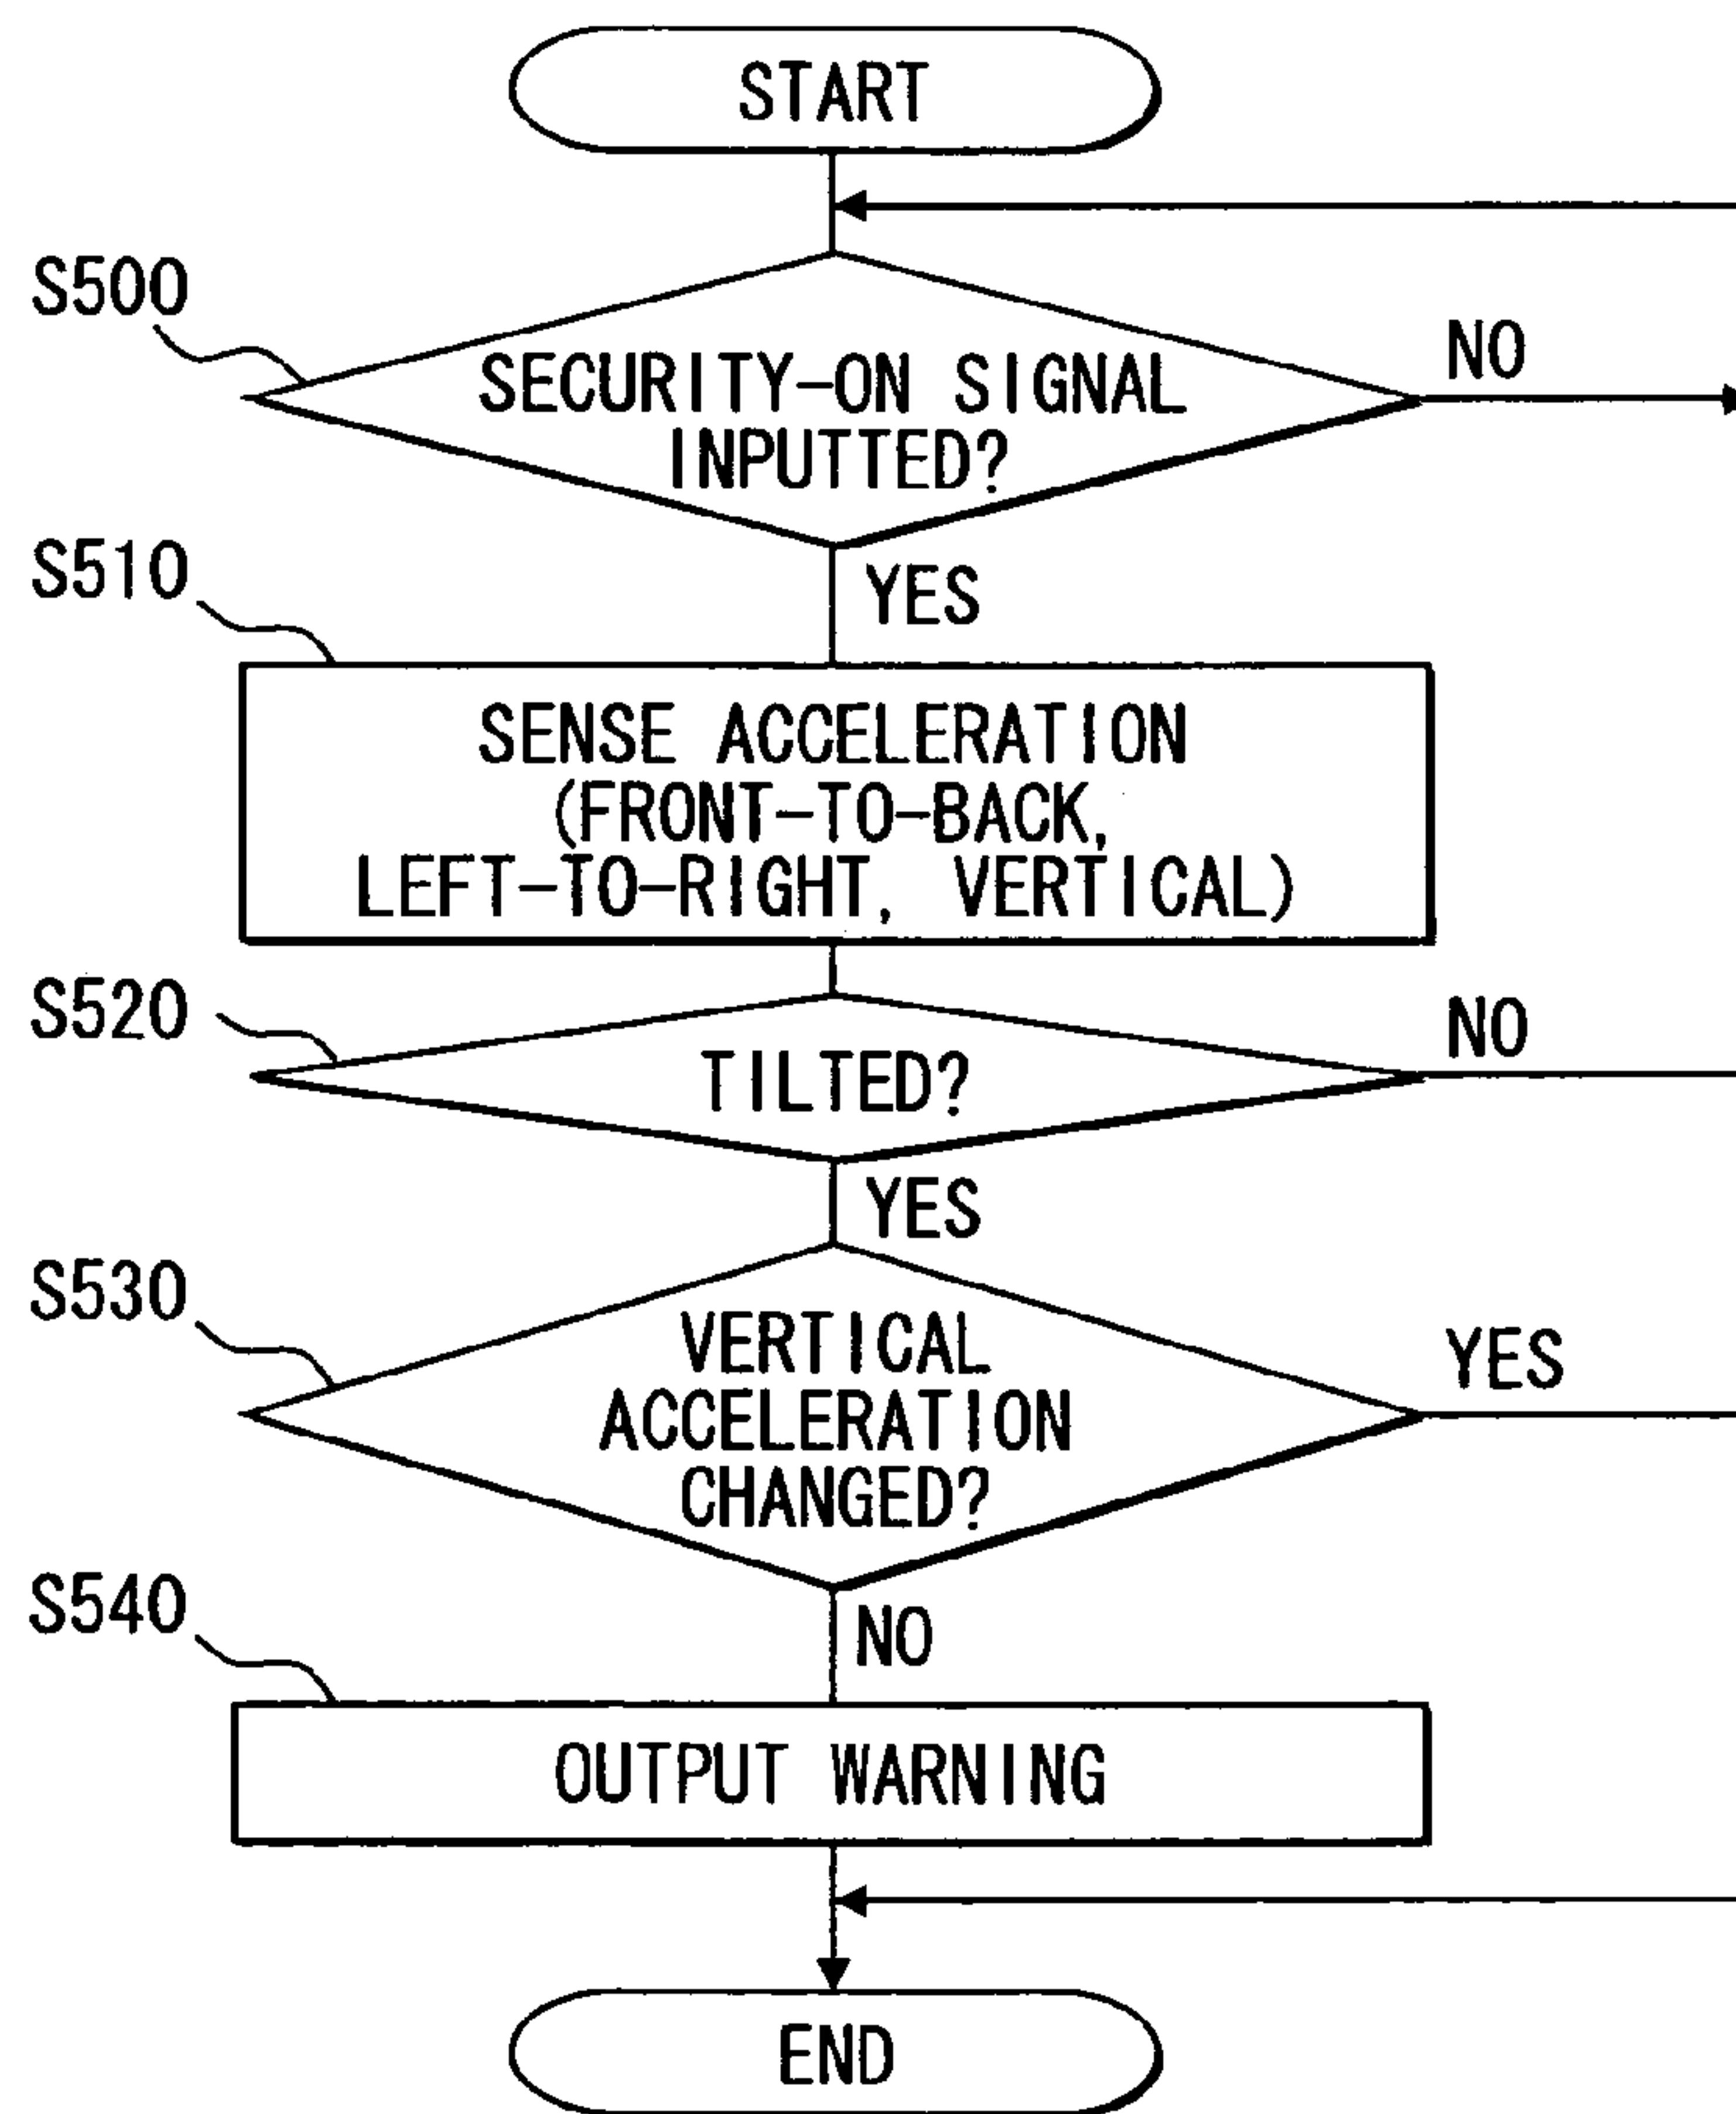 START
S500
SECURITY-ON SIGNAL
INPUTTED?
NO
YES
S510
SENSE ACCELERATION
(FRONT-TO-BACK,
LEFT-TO-RIGHT, VERTICAL)
S520
TILTED?
NO
YES
S530
VERTICAL
ACCELERATION
CHANGED?
YES
NO
S540
OUTPUT WARNING
END